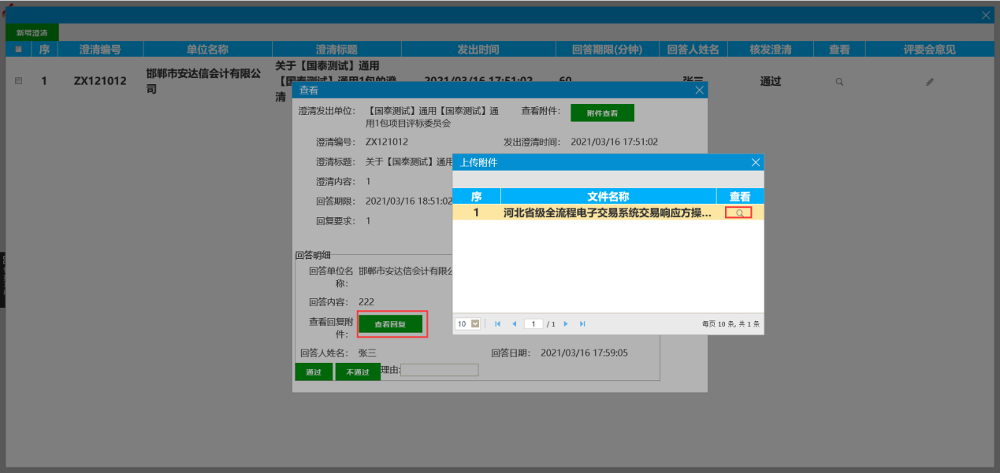 新增澄清
序 澄清编号 单位名称 澄清标题 发出时间 回答期限(分钟) 回答人姓名 核发澄清 查看 评委会意见
1 ZX121012 邯郸市安达信会计有限公 关于【国泰测试】通用
司 【国泰测试】通用1包的澄 2021/03/16 17:51:02 60 张三 通过
清
查看
澄清发出单位: 【国泰测试】通用【国泰测试】通 查看附件: 附件查看
用1包项目评标委员会
澄清编号: ZX121012 发出澄清时间: 2021/03/16 17:51:02
澄清标题: 关于【国泰测试】通用
澄清内容: 1
回答期限: 2021/03/16 18:51:02
回复要求: 1
回答明细
回答单位名 邯郸市安达信会计有限公
称:
回答内容: 222
查看回复附 查看回复
件:
回答人姓名: 张三 回答日期: 2021/03/16 17:59:05
通过 不通过 理由:
上传附件
序 文件名称 查看
1 河北省级全流程电子交易系统交易响应方操...
10 1 / 1 每页 10 条, 共 1 条